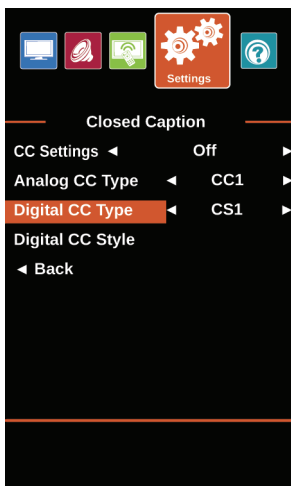 Settings
Closed Caption
CC Settings ◄ Off ►
Analog CC Type ◄ CC1 ►
Digital CC Type ◄ CS1 ►
Digital CC Style
◄ Back